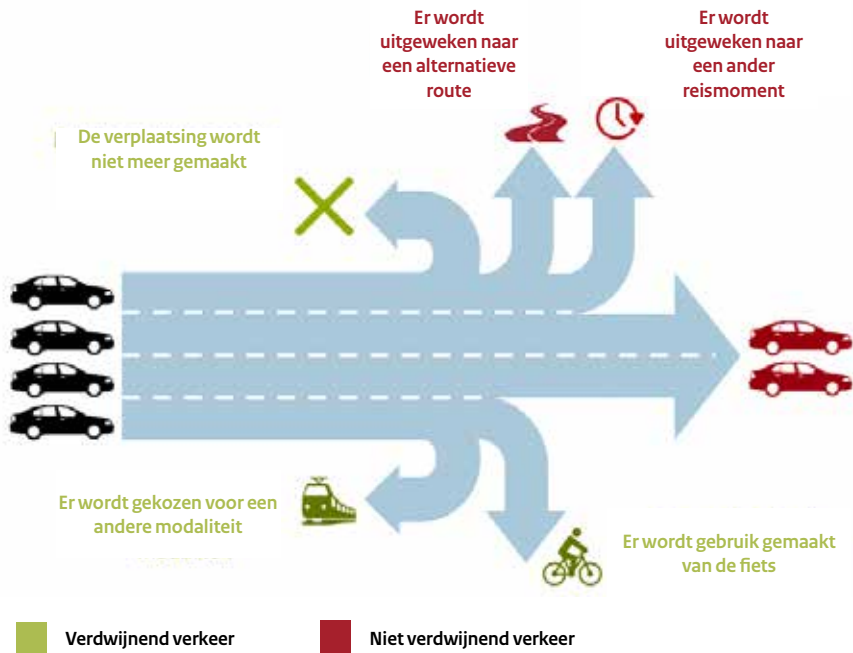 Er wordt
uitgeweken naar
een alternatieve
route
Er wordt
uitgeweken naar
een ander
reismoment
De verplaatsing wordt
niet meer gemaakt
Er wordt gekozen voor een
andere modaliteit
Er wordt gebruik gemaakt
van de fiets
Verdwijnend verkeer
Niet verdwijnend verkeer